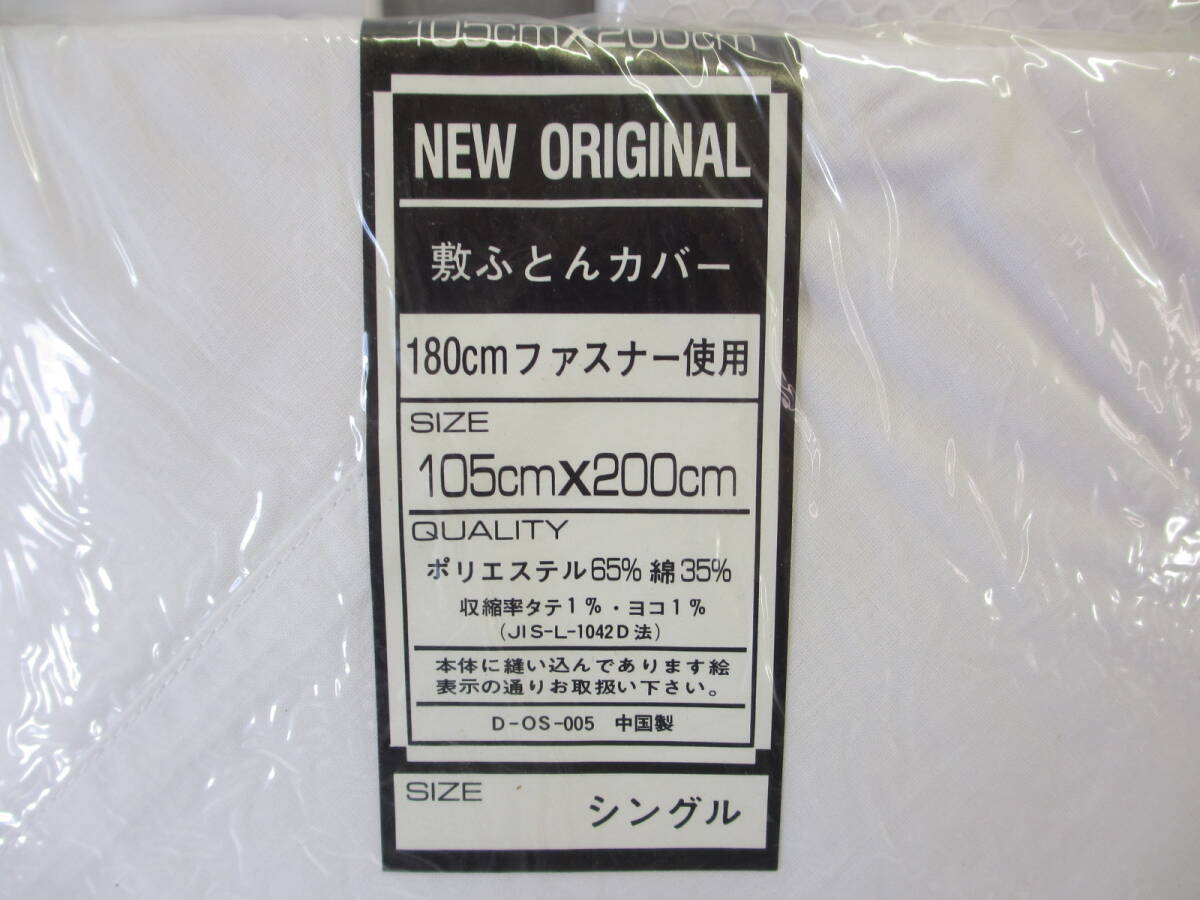 105cm×200cm
NEW ORIGINAL
敷ふとんカバー
180cmファスナー使用
SIZE
105cm×200cm
QUALITY
ポリエステル65% 綿35%
収縮率タテ1%・ヨコ1%
(JIS-L-1042D法)
本体に縫い込んであります絵
表示の通りお取扱い下さい。
D-OS-005 中国製
SIZE
シングル